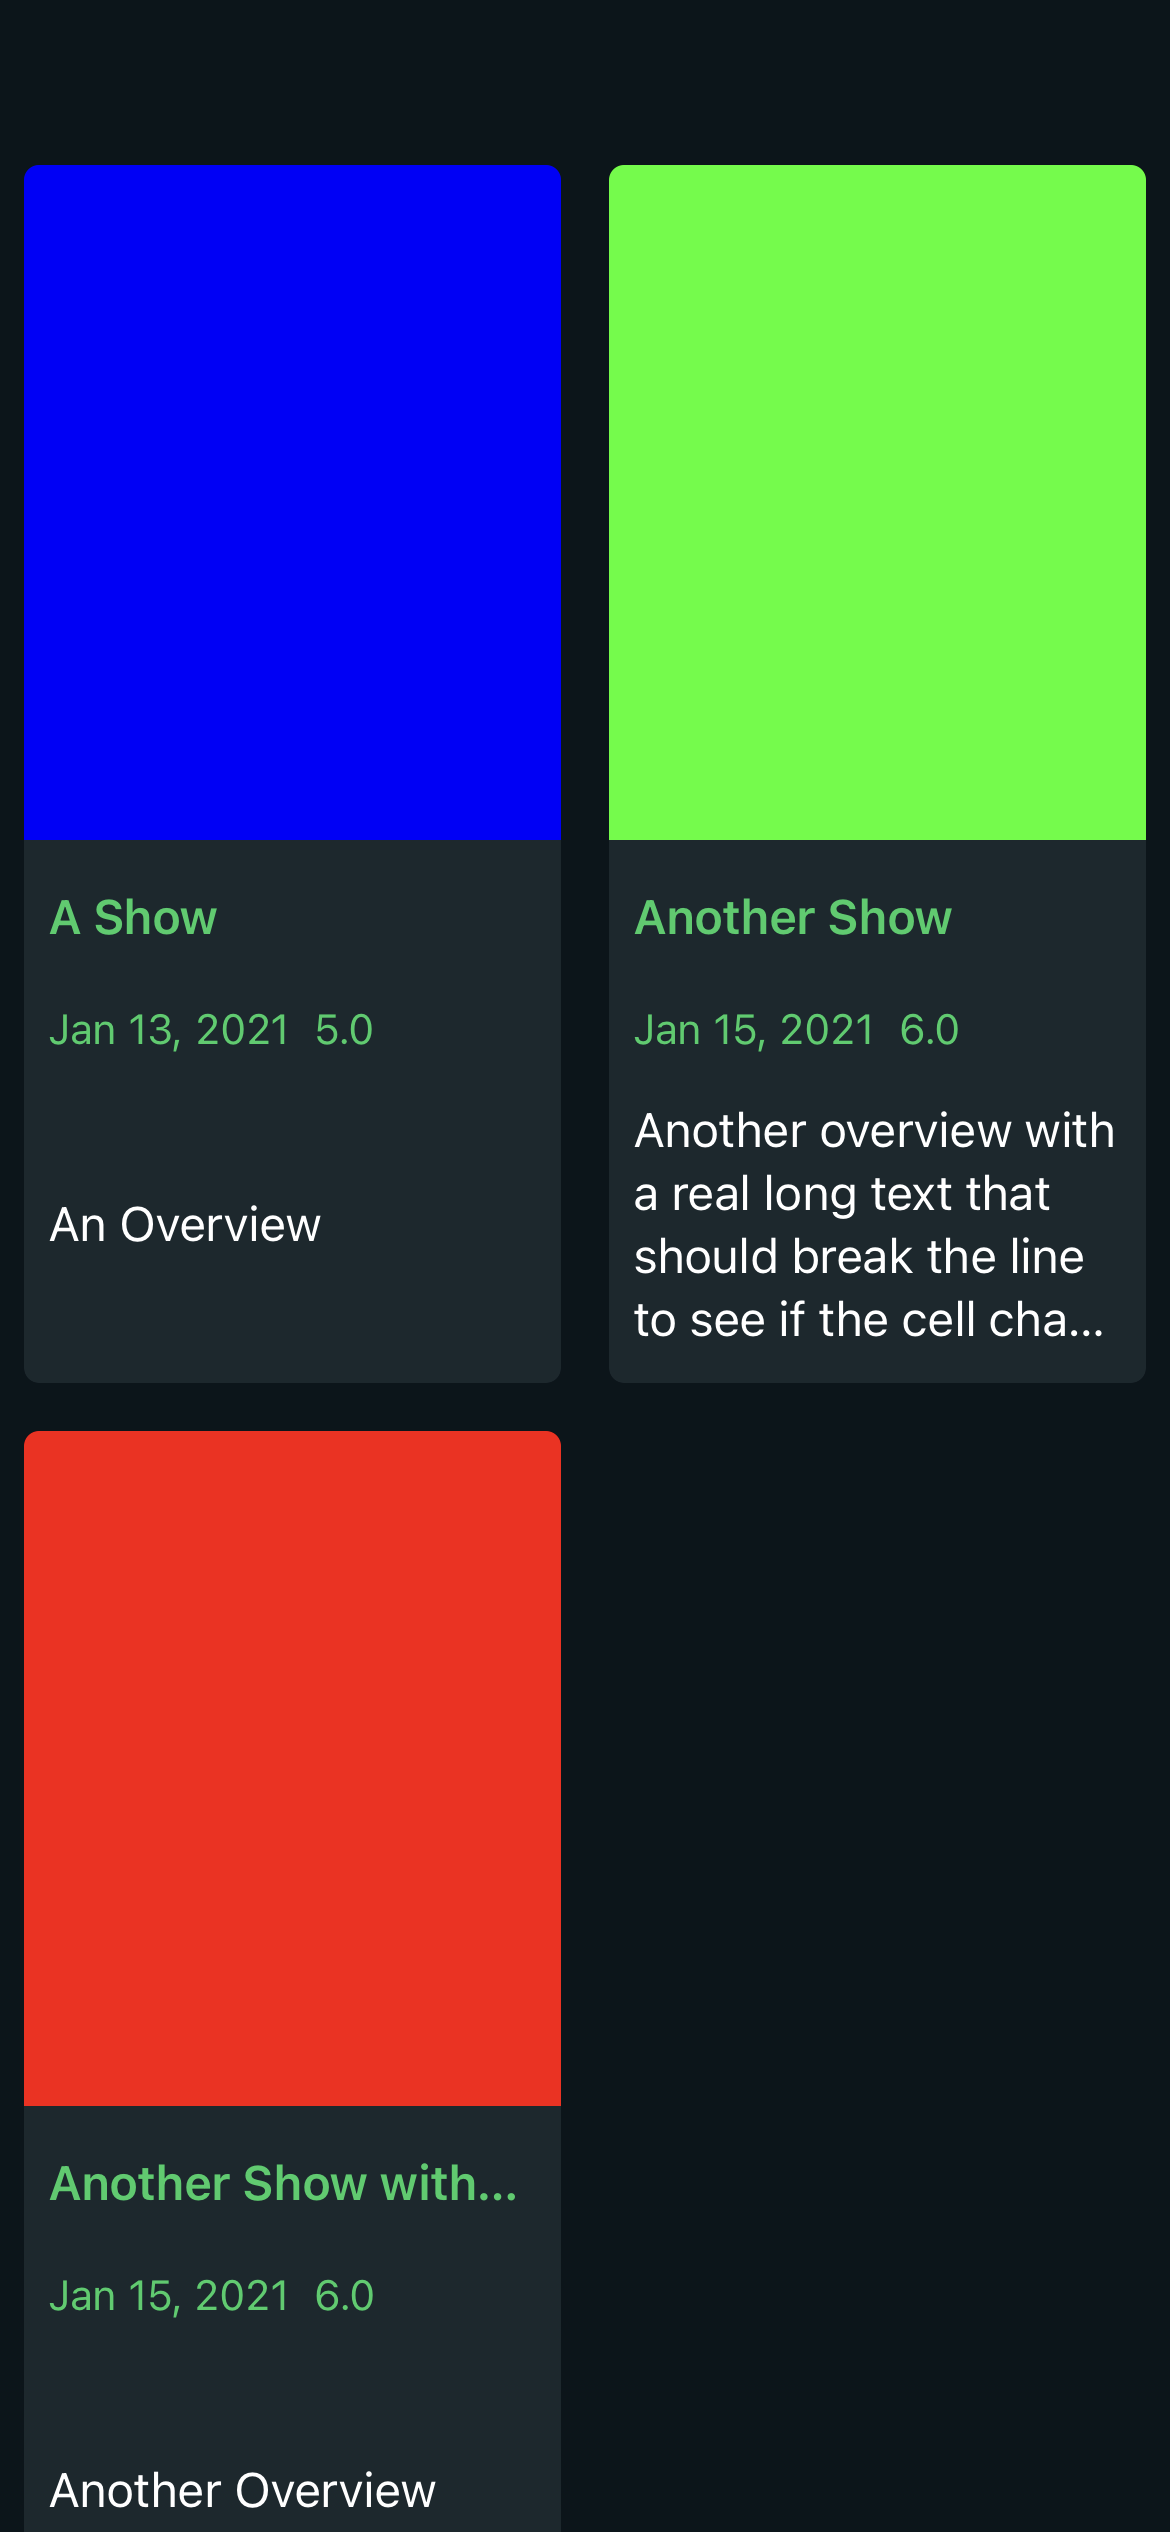 A Show
Jan 13, 2021 5.0
An Overview
Another Show
Jan 15, 2021 6.0
Another overview with
a real long text that
should break the line
to see if the cell cha...
Another Show with...
Jan 15, 2021 6.0
Another Overview